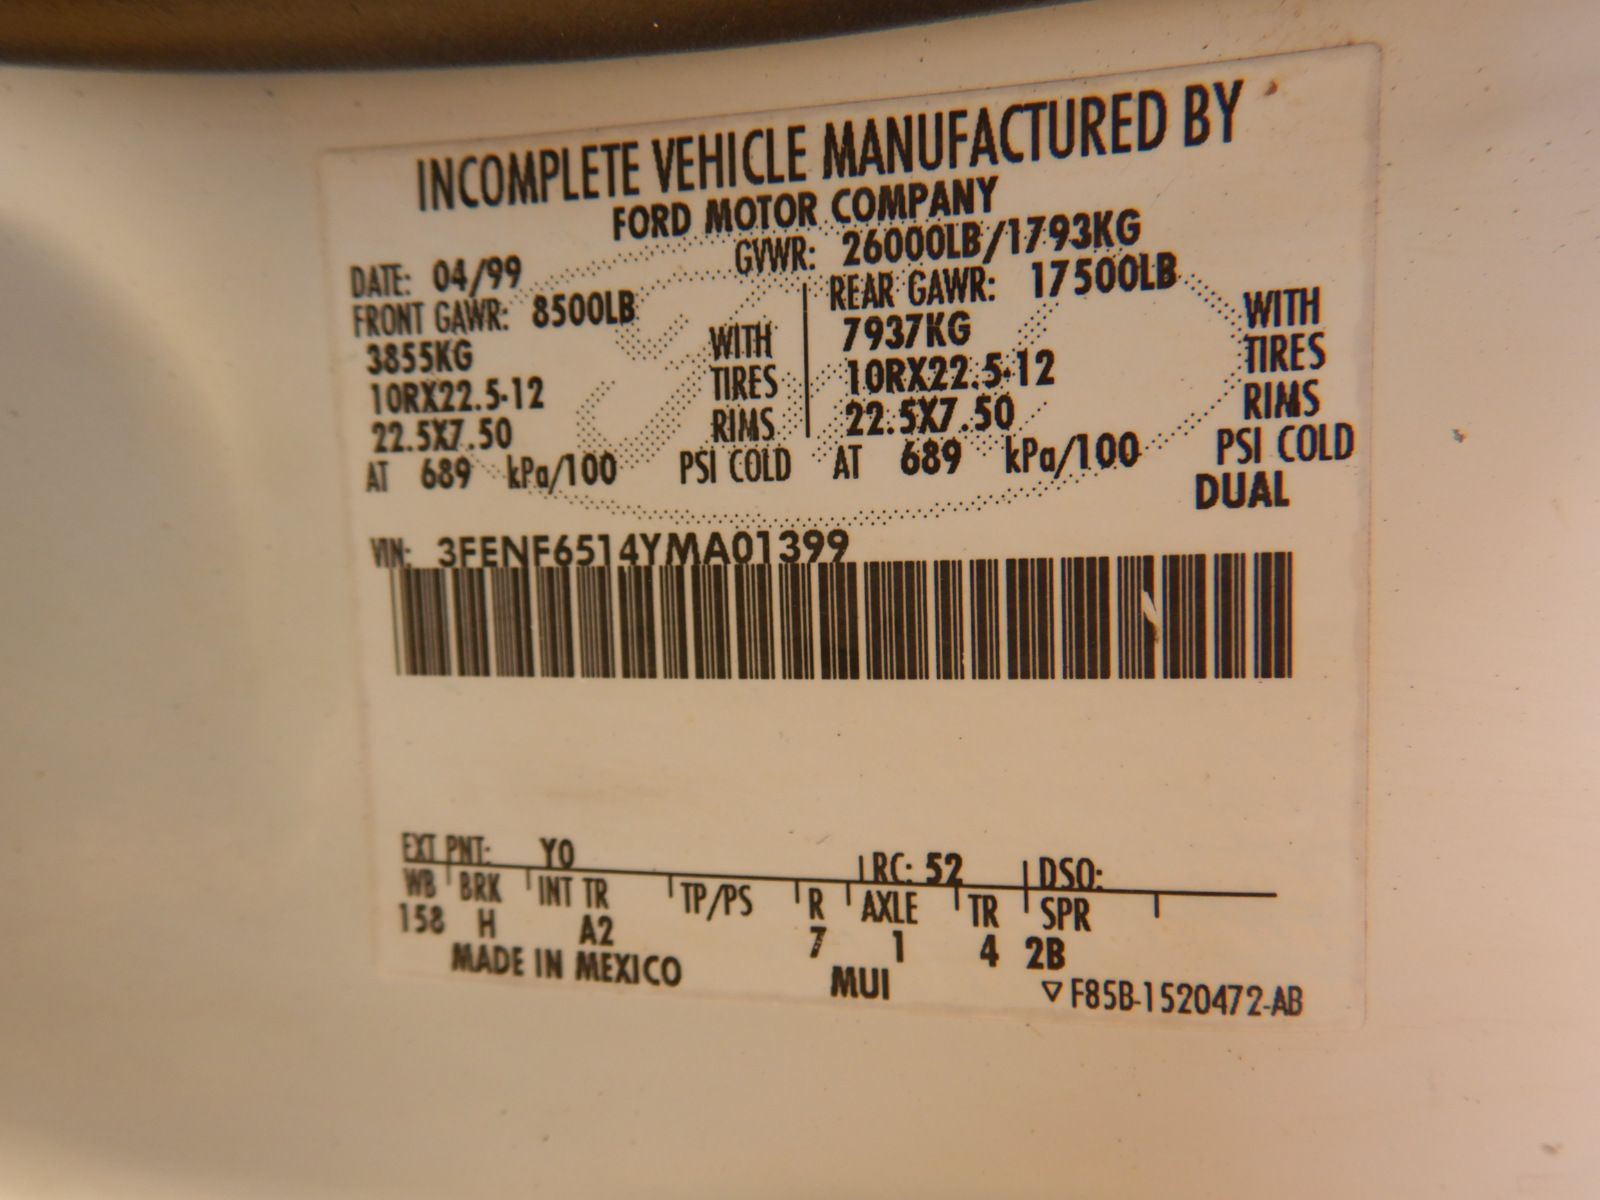 INCOMPLETE VEHICLE MANUFACTURED BY
FORD MOTOR COMPANY
DATE: 04/99 GVWR: 26000LB/1793KG
FRONT GAWR: 8500LB REAR GAWR: 17500LB
3855KG WITH 7937KG WITH
10RX22.5-12 TIRES 10RX22.5-12 TIRES
22.5X7.50 RIMS 22.5X7.50 RIMS
AT 689 kPa/100 PSI COLD AT 689 kPa/100 PSI COLD
DUAL
VIN: 3FENF6514YMA01399
EXT PNT: Y0 RC: 52 DSO:
WB BRK INT TR TP/PS R AXLE TR SPR
158 H A2 7 1 4 2B
MADE IN MEXICO MUI ▽ F85B-1520472-AB